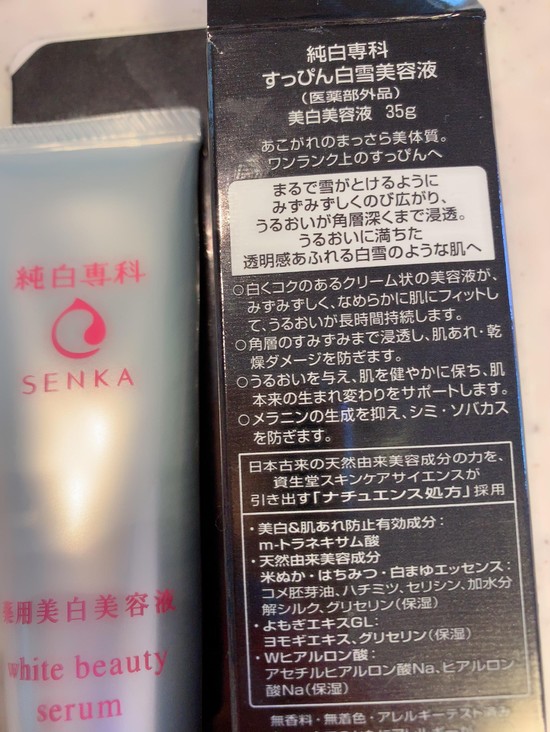 純白専科
SENKA
薬用美白美容液
white beauty
serum
純白専科
すっぴん白雪美容液
(医薬部外品)
美白美容液 35g
あこがれのまっさら美体質。
ワンランク上のすっぴんへ
まるで雪がとけるように
みずみずしくのび広がり、
うるおいが角層深くまで浸透。
うるおいに満ちた
透明感あふれる白雪のような肌へ
○白くコクのあるクリーム状の美容液が、
みずみずしく、なめらかに肌にフィットし
て、うるおいが長時間持続します。
○角層のすみずみまで浸透し、肌あれ・乾
燥ダメージを防ぎます。
○うるおいを与え、肌を健やかに保ち、肌
本来の生まれ変わりをサポートします。
○メラニンの生成を抑え、シミ・ソバカス
を防ぎます。
日本古来の天然由来美容成分の力を、
資生堂スキンケアサイエンスが
引き出す「ナチュエンス処方」採用
・美白&肌あれ防止有効成分:
m-トラネキサム酸
・天然由来美容成分
米ぬか・はちみつ・白まゆエッセンス:
コメ胚芽油、ハチミツ、セリシン、加水分
解シルク、グリセリン(保湿)
・よもぎエキスGL:
ヨモギエキス、グリセリン(保湿)
・Wヒアルロン酸:
アセチルヒアルロン酸Na、ヒアルロン
酸Na(保湿)
無香料・無着色・アレルギーテスト済み